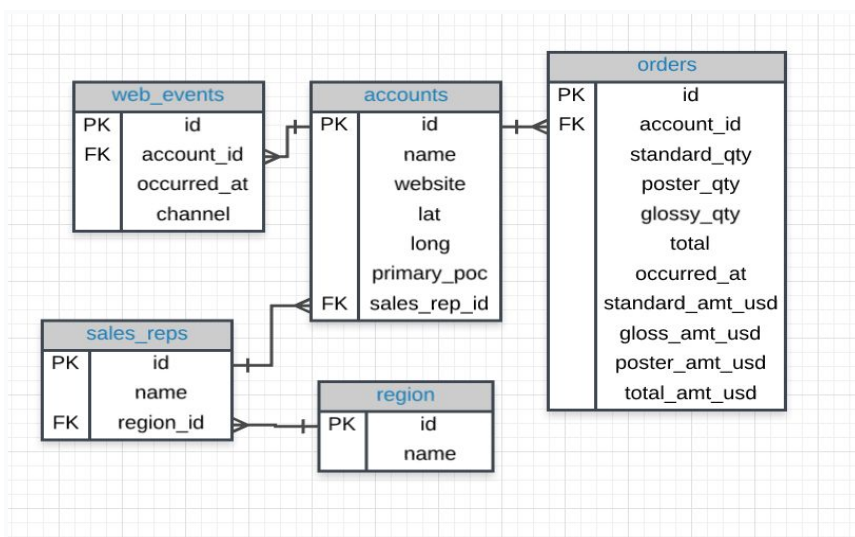 web_events
PK id
FK account_id
occurred_at
channel
accounts
PK id
name
website
lat
long
primary_poc
FK sales_rep_id
orders
PK id
FK account_id
standard_qty
poster_qty
glossy_qty
total
occurred_at
standard_amt_usd
gloss_amt_usd
poster_amt_usd
total_amt_usd
sales_reps
PK id
name
FK region_id
region
PK id
name